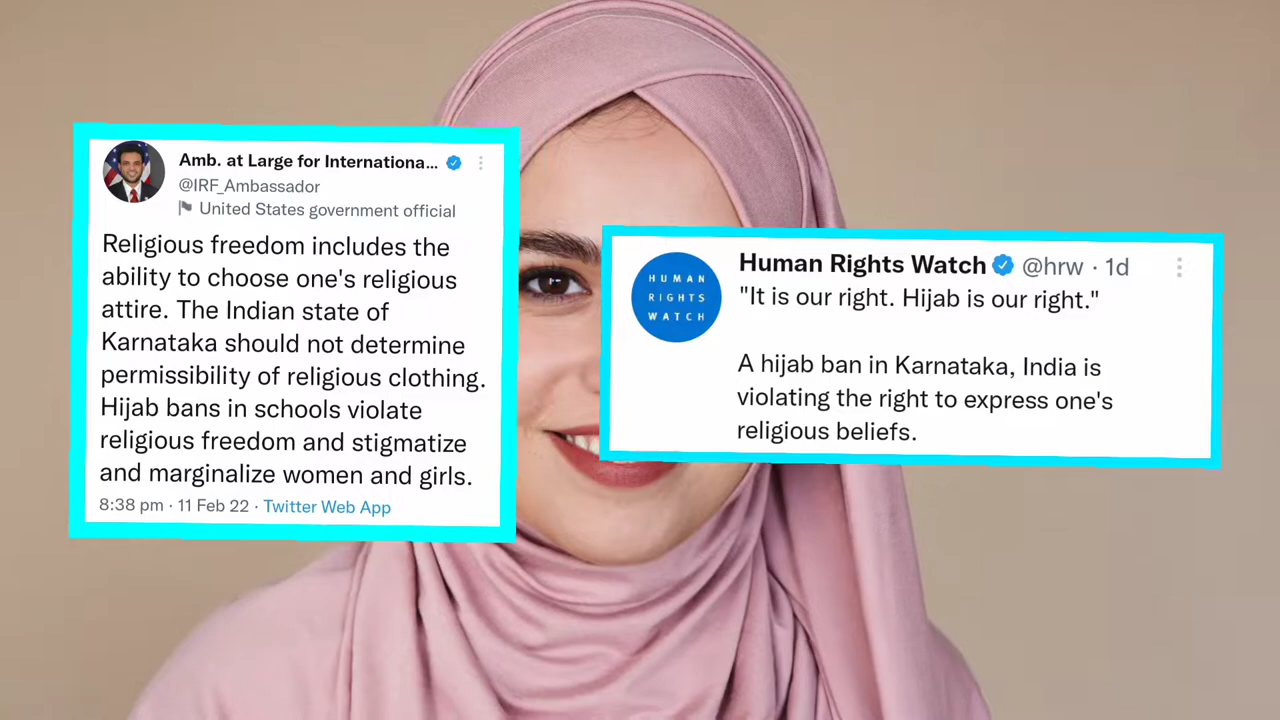 Amb. at Large for Internationa...
@IRF_Ambassador
United States government official
Religious freedom includes the
ability to choose one's religious
attire. The Indian state of
Karnataka should not determine
permissibility of religious clothing.
Hijab bans in schools violate
religious freedom and stigmatize
and marginalize women and girls.
8:38 pm · 11 Feb 22 · Twitter Web App
HUMAN
RIGHTS
WATCH
Human Rights Watch @hrw · 1d
"It is our right. Hijab is our right."
A hijab ban in Karnataka, India is
violating the right to express one's
religious beliefs.